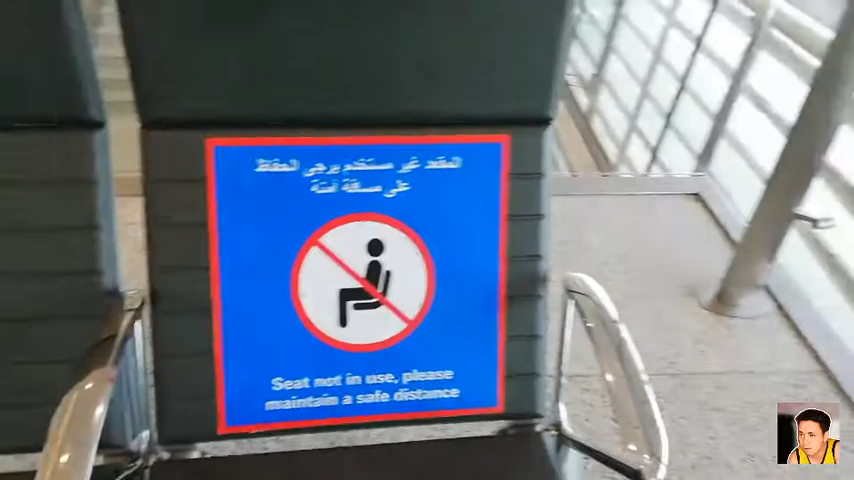 المقعد غير مستخدم يرجى الحفاظ
على مسافة آمنة
Seat not in use, please
maintain a safe distance